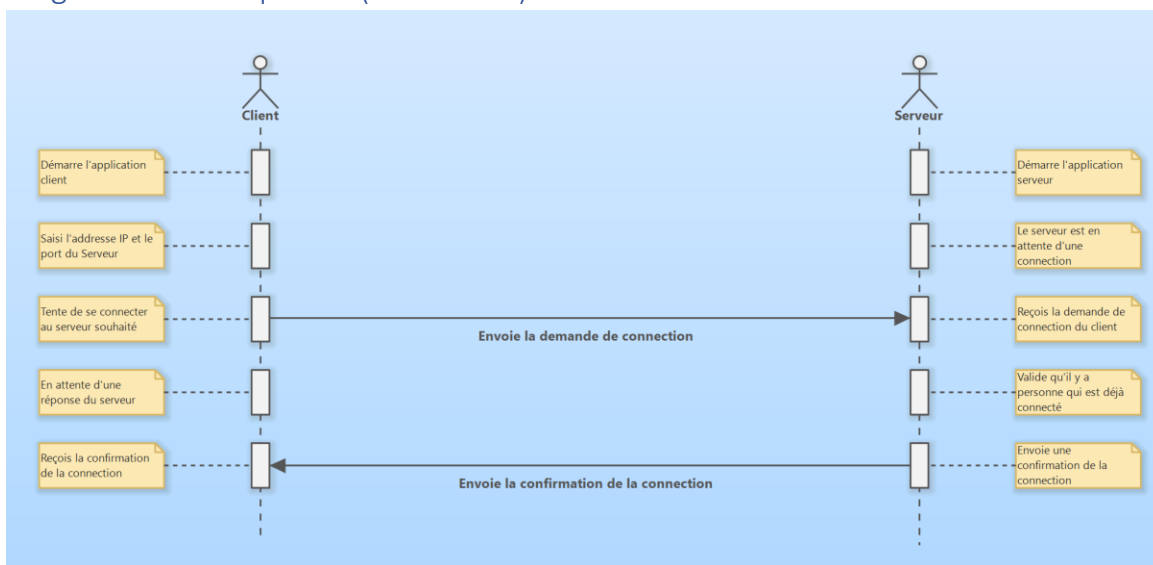 Client
Serveur
Démarre l'application
client
Démarre l'application
serveur
Saisi l'addresse IP et le
port du Serveur
Le serveur est en
attente d'une
connection
Tente de se connecter
au serveur souhaité
Envoie la demande de connection
Reçois la demande de
connection du client
En attente d'une
réponse du serveur
Valide qu'il y a
personne qui est déjà
connecté
Reçois la confirmation
de la connection
Envoie la confirmation de la connection
Envoie une
confirmation de la
connection